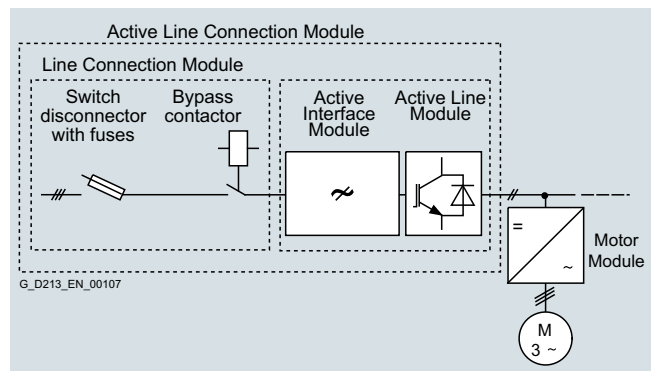 Active Line Connection Module
Line Connection Module
Switch
disconnector
with fuses
Bypass
contactor
Active
Interface
Module
Active Line
Module
=
~
Motor
Module
G_D213_EN_00107
M
3 ~